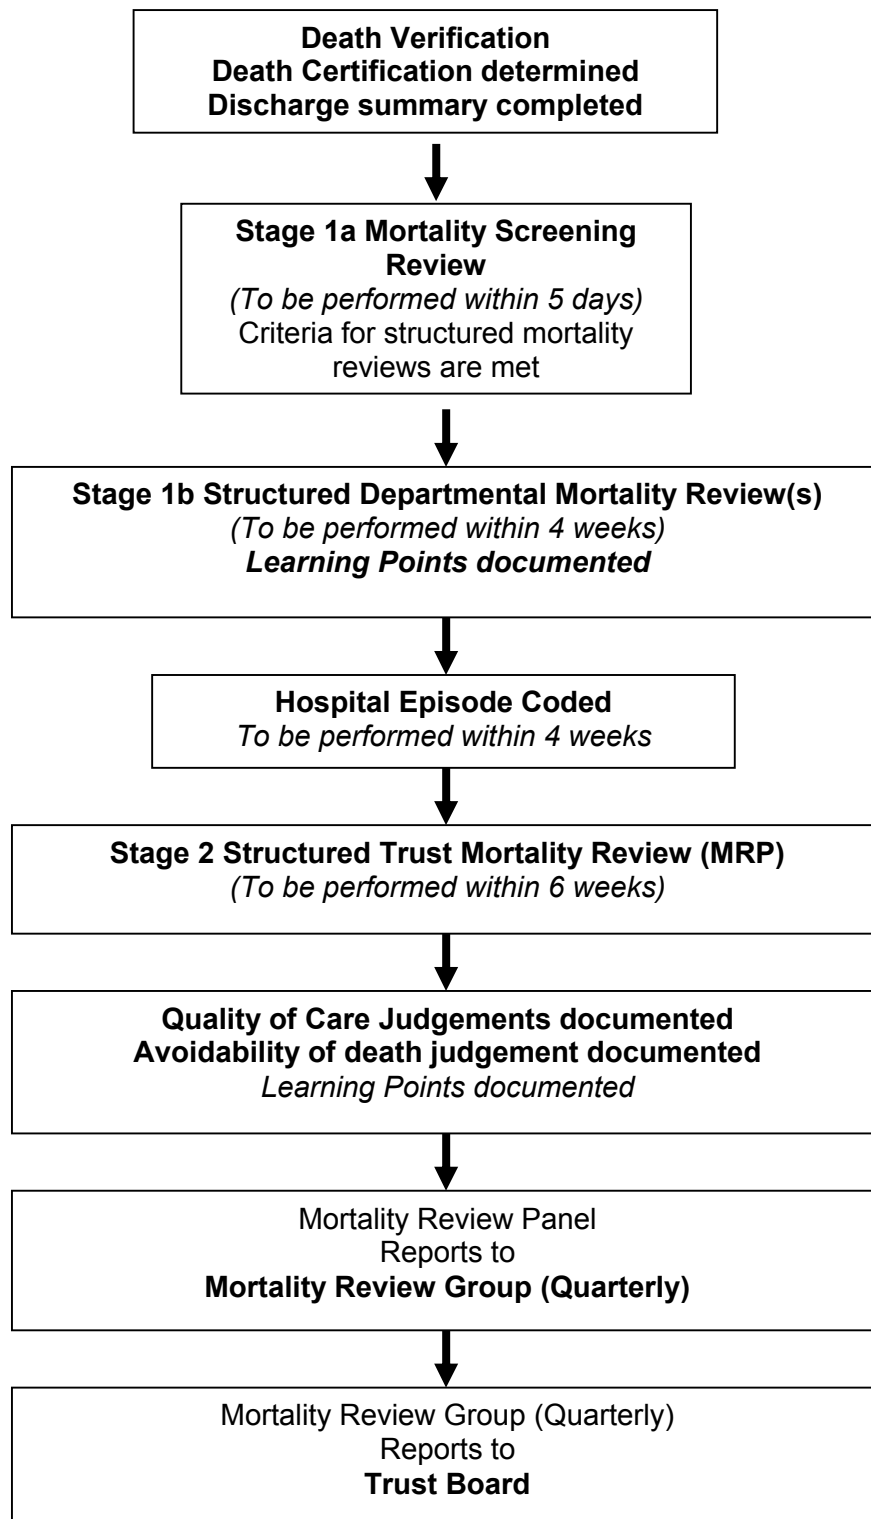 Death Verification
Death Certification determined
Discharge summary completed
Stage 1a Mortality Screening
Review
(To be performed within 5 days)
Criteria for structured mortality
reviews are met
Stage 1b Structured Departmental Mortality Review(s)
(To be performed within 4 weeks)
Learning Points documented
Hospital Episode Coded
To be performed within 4 weeks
Stage 2 Structured Trust Mortality Review (MRP)
(To be performed within 6 weeks)
Quality of Care Judgements documented
Avoidability of death judgement documented
Learning Points documented
Mortality Review Panel
Reports to
Mortality Review Group (Quarterly)
Mortality Review Group (Quarterly)
Reports to
Trust Board